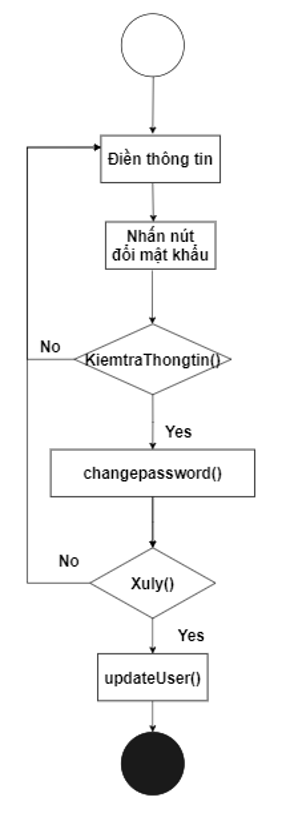 Điền thông tin
Nhấn nút
đổi mật khẩu
KiemtraThongtin()
No
Yes
changepassword()
No
Xuly()
Yes
updateUser()